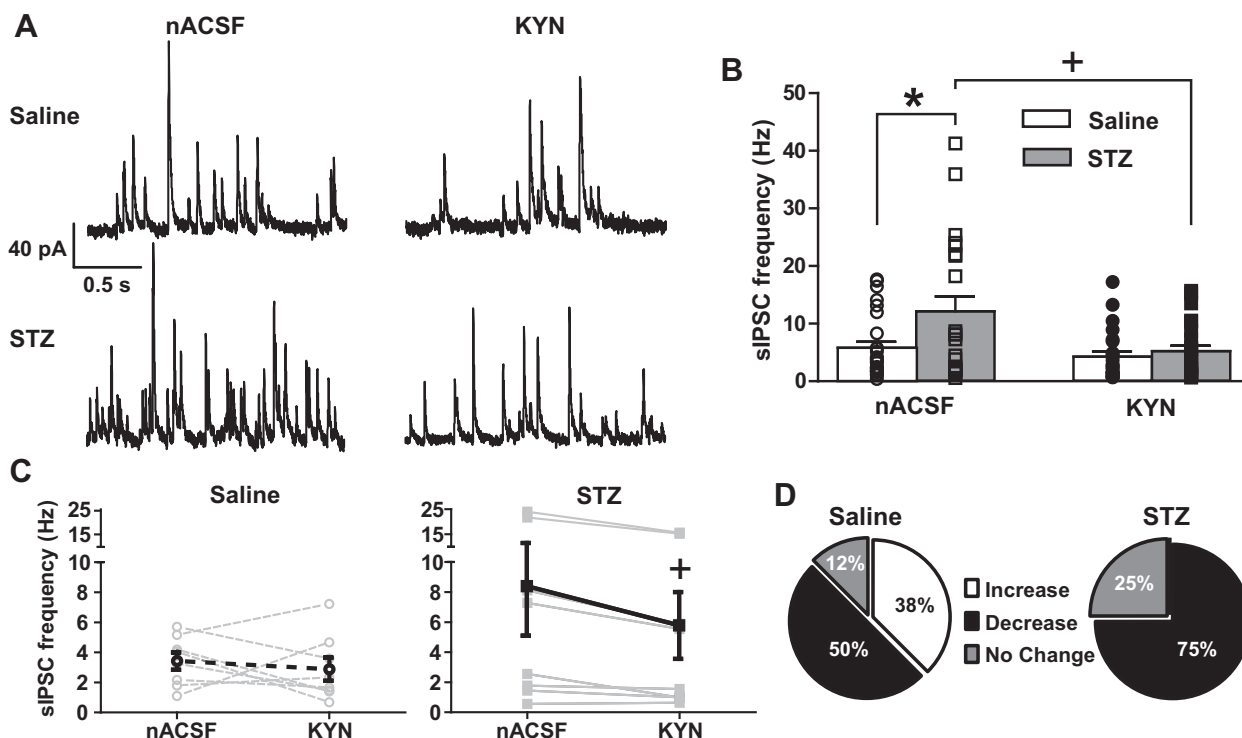 A
nACSF
KYN
Saline
40 pA
0.5 s
STZ
B
sIPSC frequency (Hz)
50
40
30
20
10
0
*
+
Saline
STZ
nACSF
KYN
C
Saline
STZ
sIPSC frequency (Hz)
25
15
10
8
6
4
2
0
nACSF
KYN
25
15
10
8
6
4
2
0
+
nACSF
KYN
D
Saline
STZ
12%
38%
50%
Increase
Decrease
No Change
25%
75%